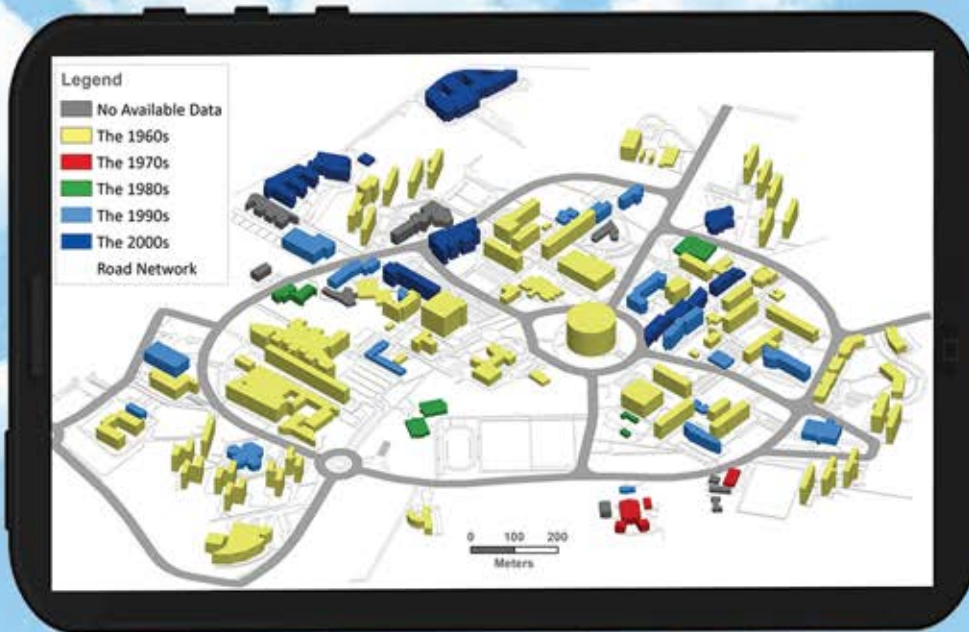 Legend
No Available Data
The 1960s
The 1970s
The 1980s
The 1990s
The 2000s
Road Network
0 100 200
Meters